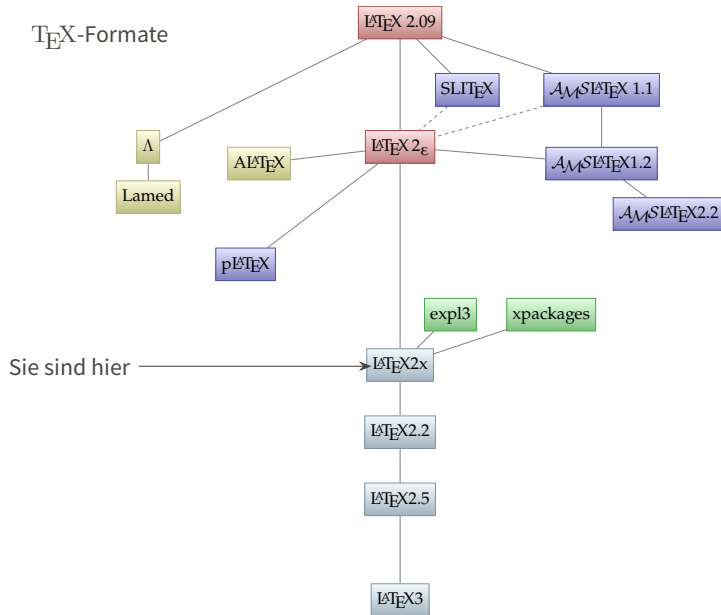 LATEX 2.09
TEX-Formate
SLITEX
AMSLATEX 1.1
Λ
ALATEX
LATEX 2ε
AMSLATEX1.2
Lamed
AMSLATEX2.2
pLATEX
expl3
xpackages
Sie sind hier
LATEX2x
LATEX2.2
LATEX2.5
LATEX3